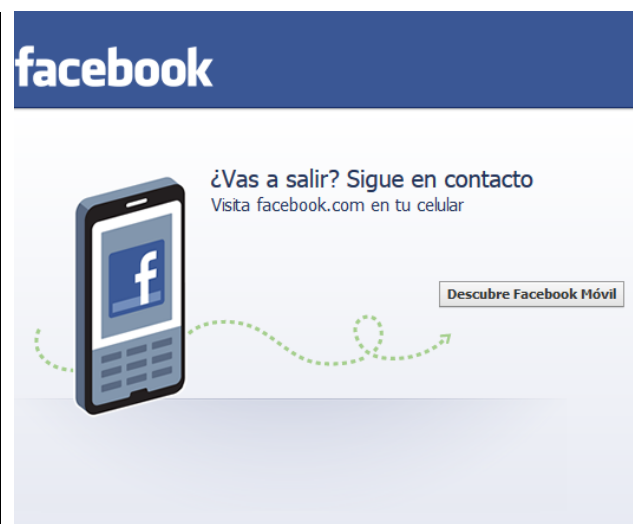 facebook
¿Vas a salir? Sigue en contacto
Visita facebook.com en tu celular
f
Descubre Facebook Móvil